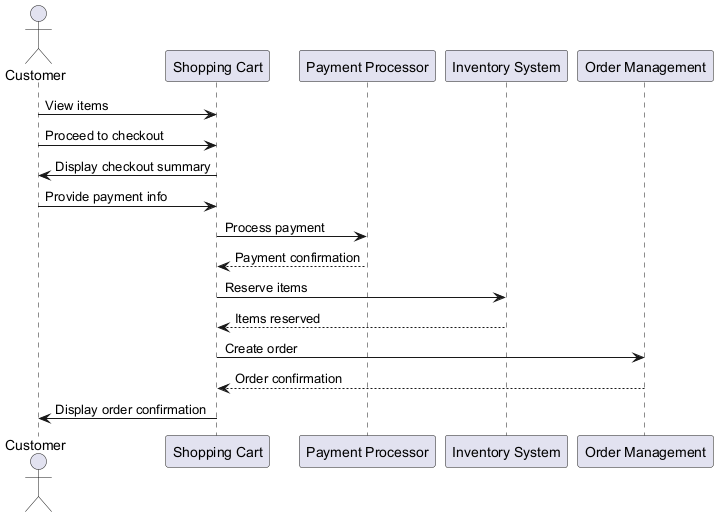 Customer
Shopping Cart
Payment Processor
Inventory System
Order Management
View items
Proceed to checkout
Display checkout summary
Provide payment info
Process payment
Payment confirmation
Reserve items
Items reserved
Create order
Order confirmation
Display order confirmation
Customer
Shopping Cart
Payment Processor
Inventory System
Order Management